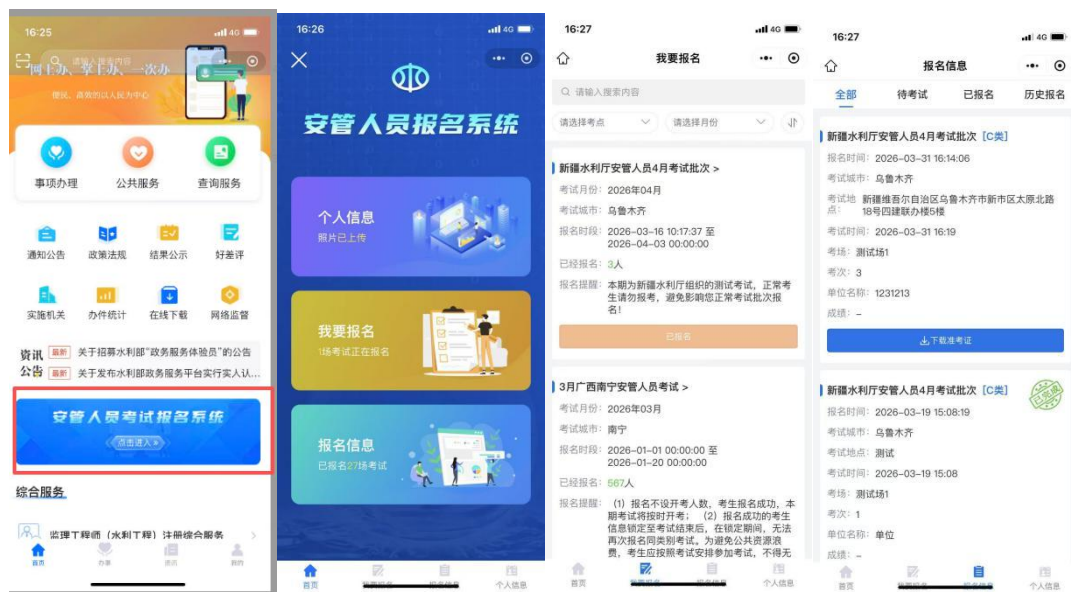 16:25
4G
请输入搜索内容
网上办、掌上办、一次办
便民、高效的以人民为中心
事项办理
公共服务
查询服务
通知公告
政策法规
结果公示
好差评
实施机关
办件统计
在线下载
网络监督
资讯
公告
最新 关于招募水利部“政务服务体验员”的公告
最新 关于发布水利部政务服务平台实行实人认...
安管人员考试报名系统
点击进入»
综合服务
监理工程师（水利工程）注册综合服务
首页
办事
资讯
我的
16:26
4G
安管人员报名系统
个人信息
照片已上传
我要报名
1场考试正在报名
报名信息
已报名27场考试
首页
我要报名
报名信息
个人信息
16:27
4G
我要报名
请输入搜索内容
请选择考点
请选择月份
新疆水利厅安管人员4月考试批次 >
考试月份： 2026年04月
考试城市： 乌鲁木齐
报名时段： 2026-03-16 10:17:37 至
2026-04-03 00:00:00
已经报名： 3人
报名提醒： 本期为新疆水利厅组织的测试考试，正常考
生请勿报考，避免影响您正常考试批次报
名！
已报名
3月广西南宁安管人员考试 >
考试月份： 2026年03月
考试城市： 南宁
报名时段： 2026-01-01 00:00:00 至
2026-01-20 00:00:00
已经报名： 567人
报名提醒： （1）报名不设开考人数，考生报名成功，本
期考试将按时开考；（2）报名成功的考生
信息锁定至考试结束后，在锁定期间，无法
再次报名同类别考试。为避免公共资源浪
费，考生应按照考试安排参加考试，不得无
首页
我要报名
报名信息
个人信息
16:27
4G
报名信息
全部
待考试
已报名
历史报名
新疆水利厅安管人员4月考试批次 [C类]
报名时间： 2026-03-31 16:14:06
考试城市： 乌鲁木齐
考试地点： 新疆维吾尔自治区乌鲁木齐市新市区太原北路
18号四建联办楼5楼
考试时间： 2026-03-31 16:19
考场： 测试场1
考次： 3
单位名称： 1231213
成绩： –
下载准考证
新疆水利厅安管人员4月考试批次 [C类]
已完成
报名时间： 2026-03-19 15:08:19
考试城市： 乌鲁木齐
考试地点： 测试
考试时间： 2026-03-19 15:08
考场： 测试场1
考次： 1
单位名称： 单位
成绩： –
首页
我要报名
报名信息
个人信息